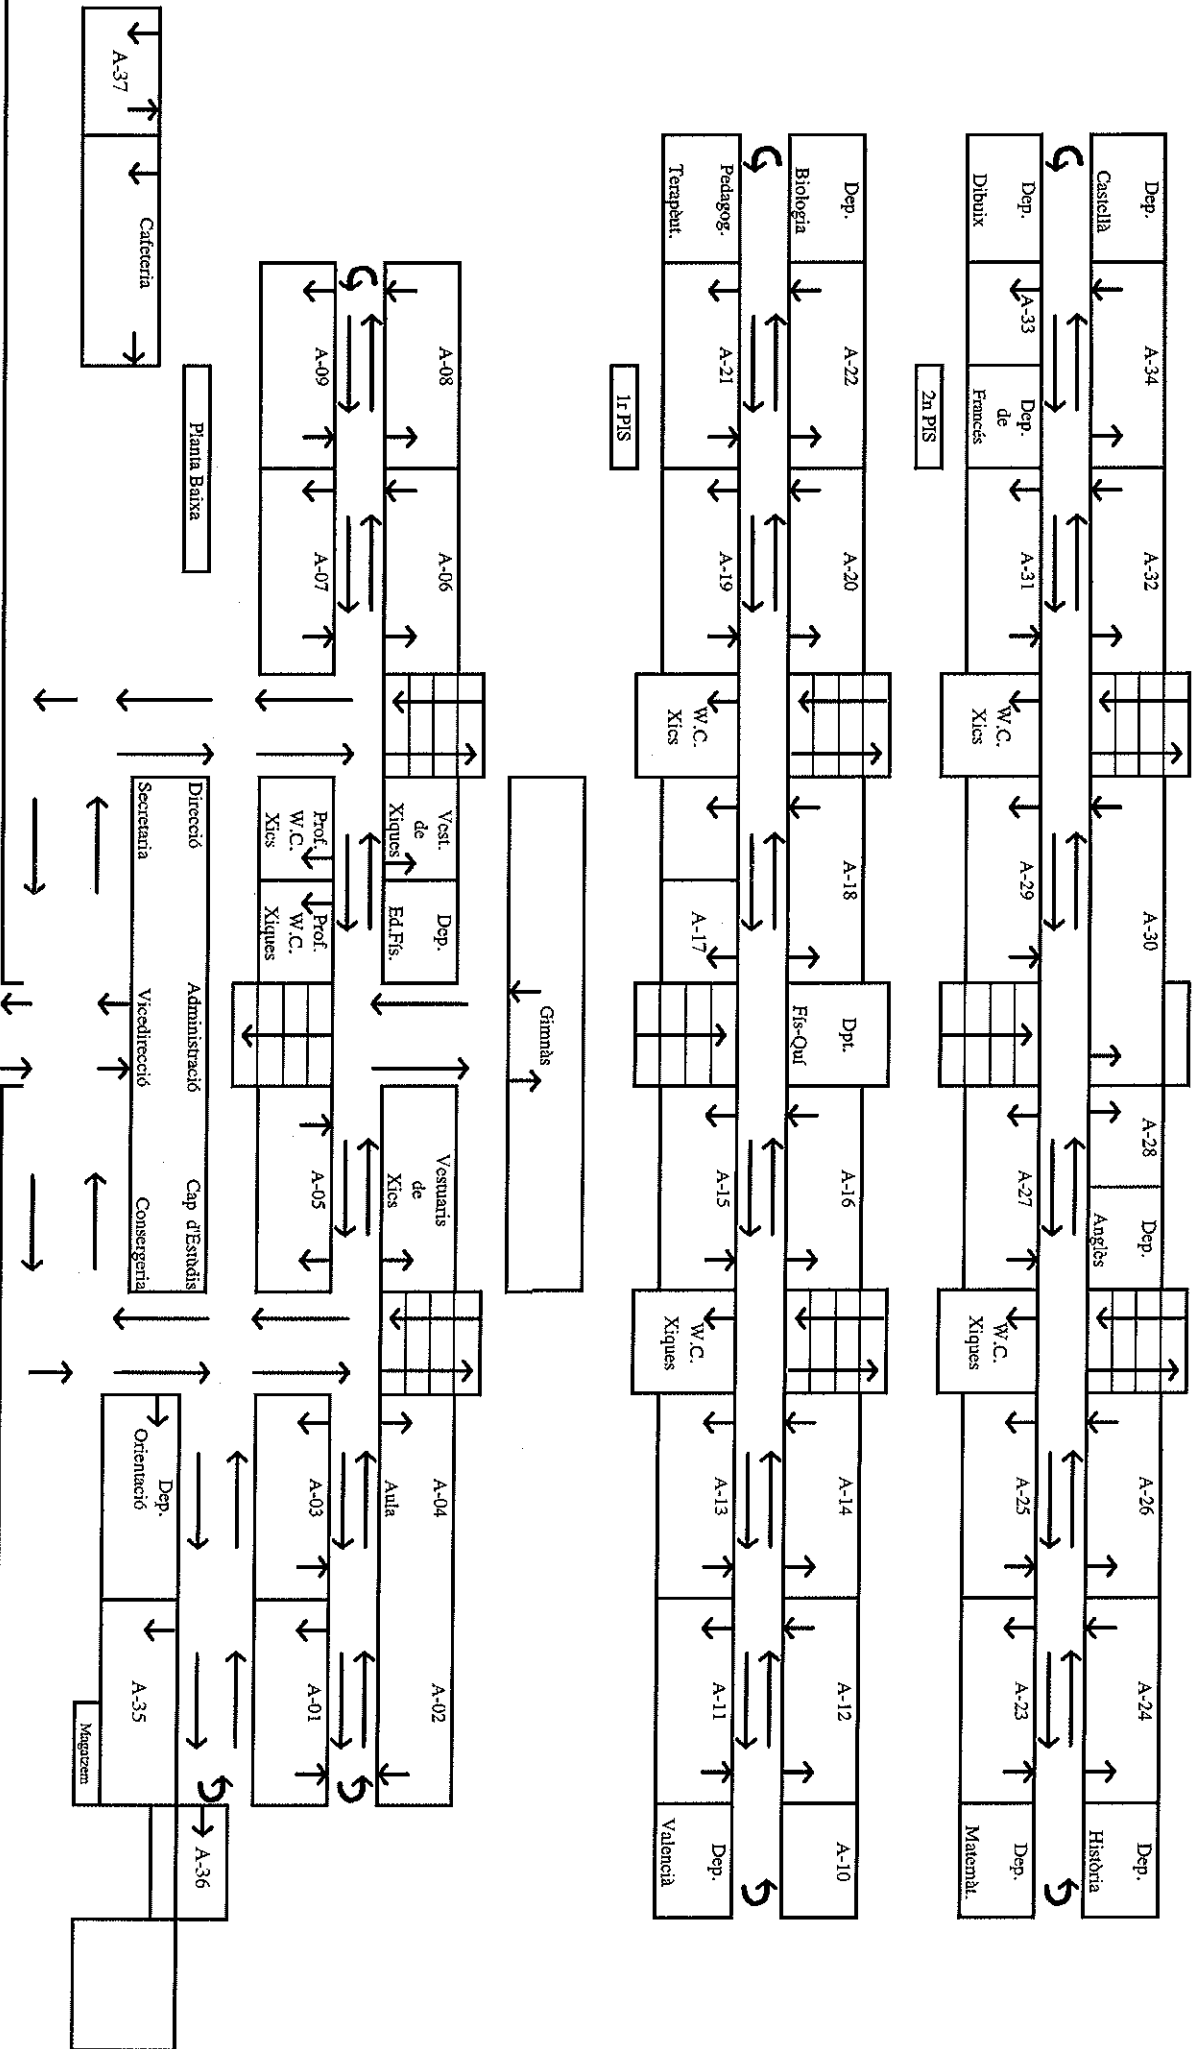 Dep.
Castellà
A-34
A-32
A-30
A-28
Dep.
Anglès
A-26
A-24
Dep.
Història
Dep.
Dibuix
A-33
Dep.
de
Francés
A-31
W.C.
Xics
A-29
A-27
W.C.
Xiques
A-25
A-23
Dep.
Matemàt.
2n PIS
Dep.
Biologia
A-22
A-20
A-18
Dpt.
Fís-Quí
A-16
A-14
A-12
A-10
Pedagog.
Terapèut.
A-21
A-19
W.C.
Xics
A-17
A-15
W.C.
Xiques
A-13
A-11
Dep.
Valencià
1r PIS
Gimnàs
A-08
A-06
Vest.
de
Xiques
Dep.
Ed.Fís.
Vestuaris
de
Xics
A-04
Aula
A-02
A-09
A-07
Prof.
W.C.
Xics
Prof.
W.C.
Xiques
A-05
A-03
A-01
Planta Baixa
Direcció
Administració
Cap d'Estudis
Secretaria
Vicedirecció
Consergeria
Dep.
Orientació
A-35
A-36
Magatzem
A-37
Cafeteria